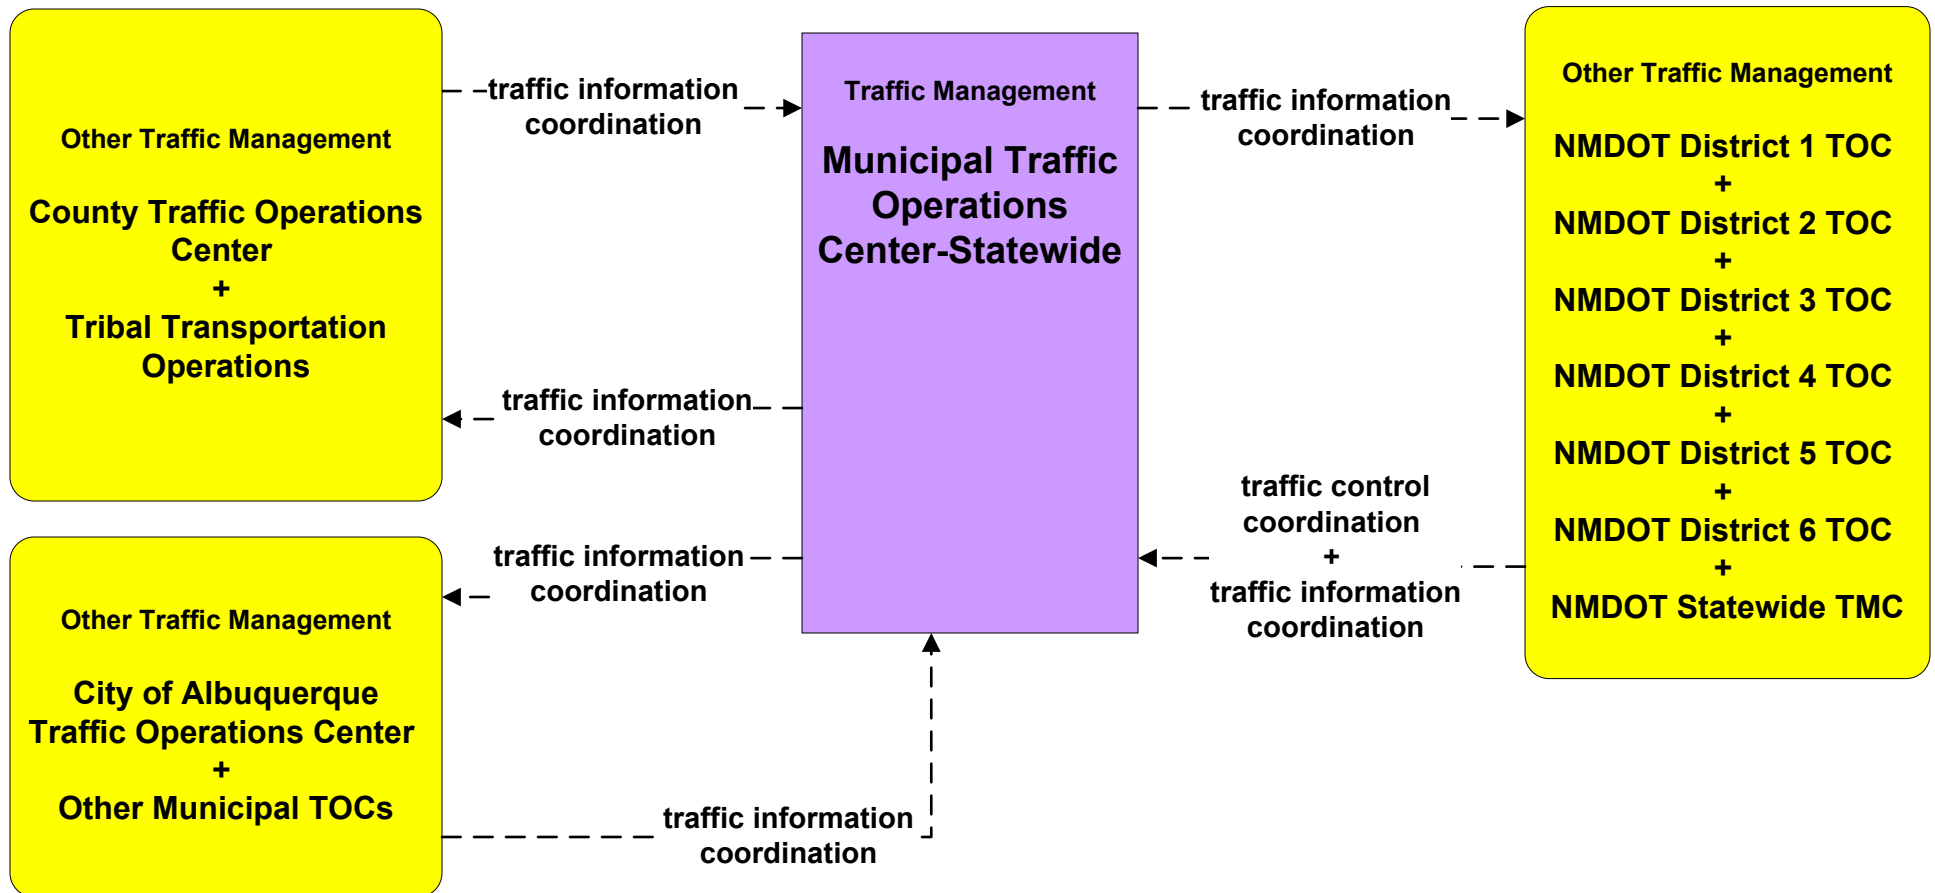 Other Traffic Management
County Traffic Operations
Center
+
Tribal Transportation
Operations
traffic information
coordination
traffic information
coordination
Traffic Management
Municipal Traffic
Operations
Center-Statewide
traffic information
coordination
Other Traffic Management
NMDOT District 1 TOC
+
NMDOT District 2 TOC
+
NMDOT District 3 TOC
+
NMDOT District 4 TOC
+
NMDOT District 5 TOC
+
NMDOT District 6 TOC
+
NMDOT Statewide TMC
traffic control
coordination
+
traffic information
coordination
traffic information
coordination
Other Traffic Management
City of Albuquerque
Traffic Operations Center
+
Other Municipal TOCs
traffic information
coordination